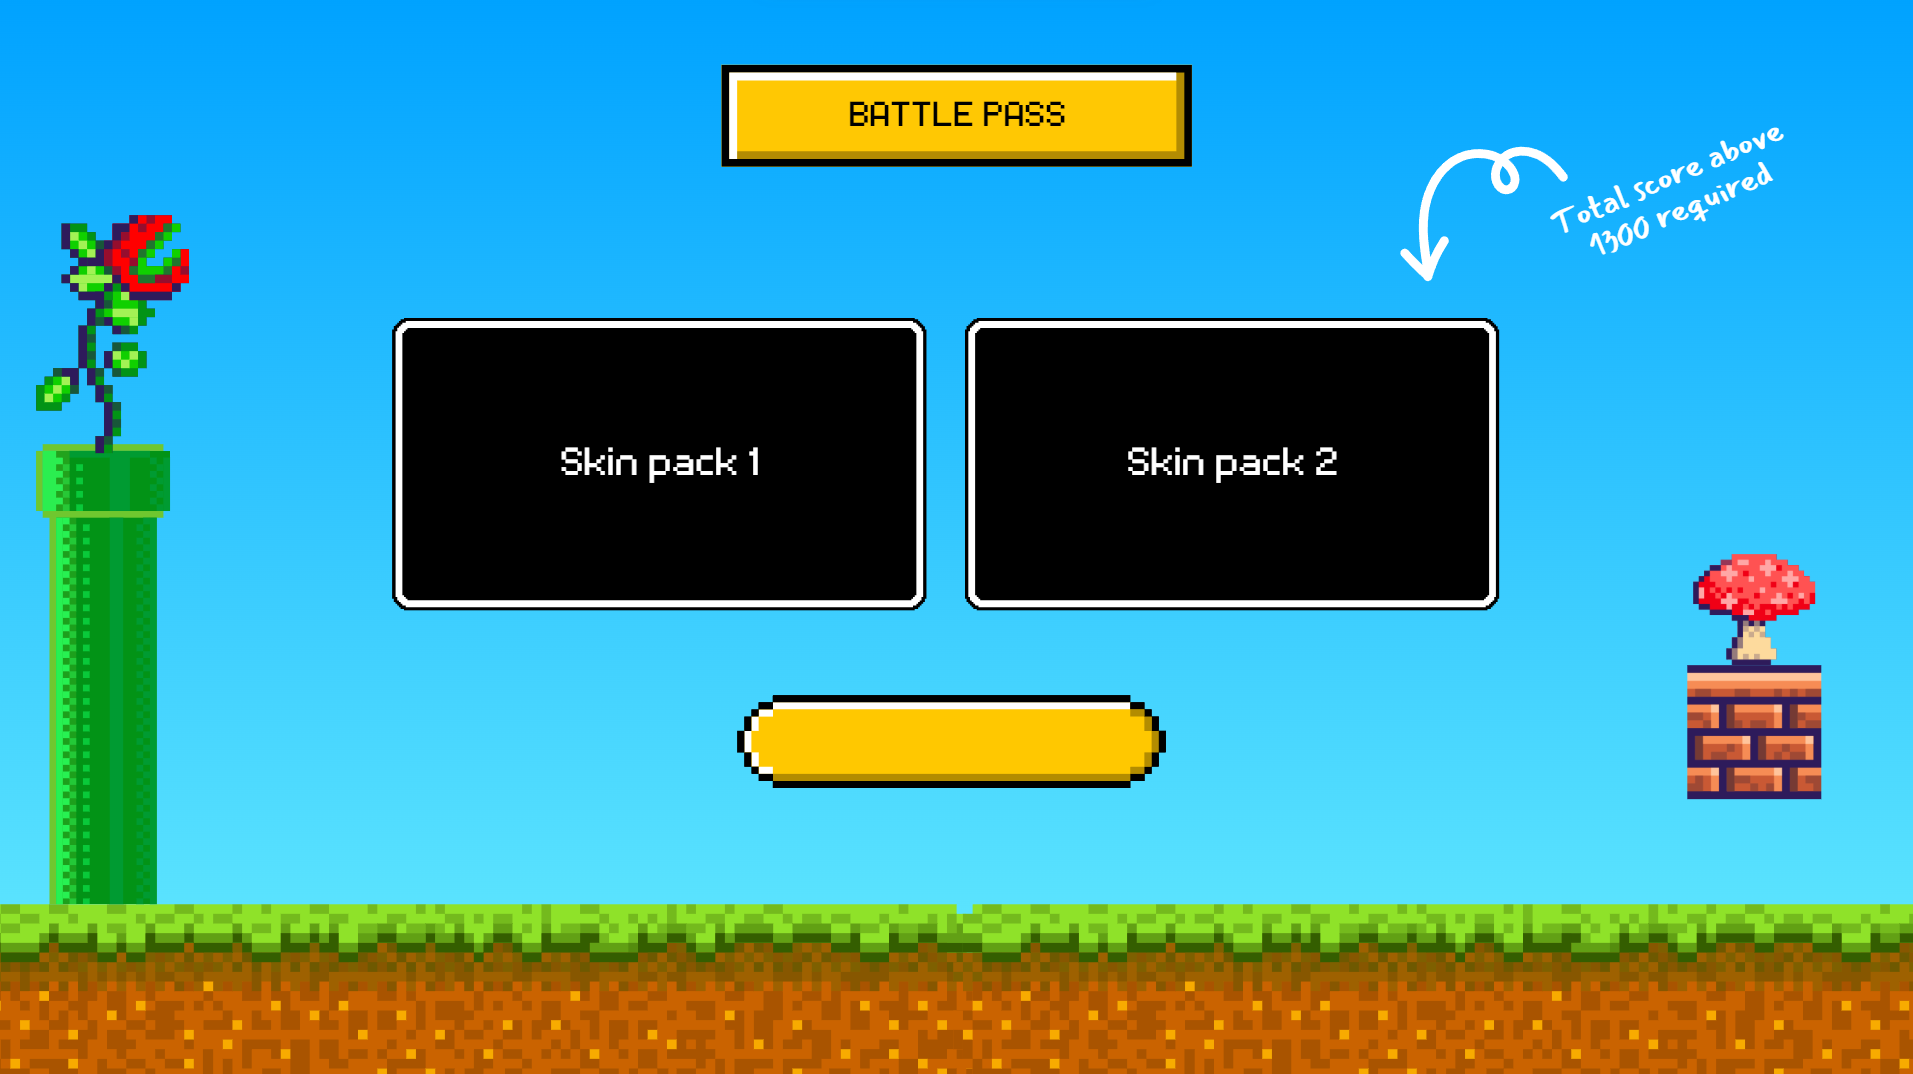 BATTLE PASS
Total score above
1300 required
Skin pack 1
Skin pack 2